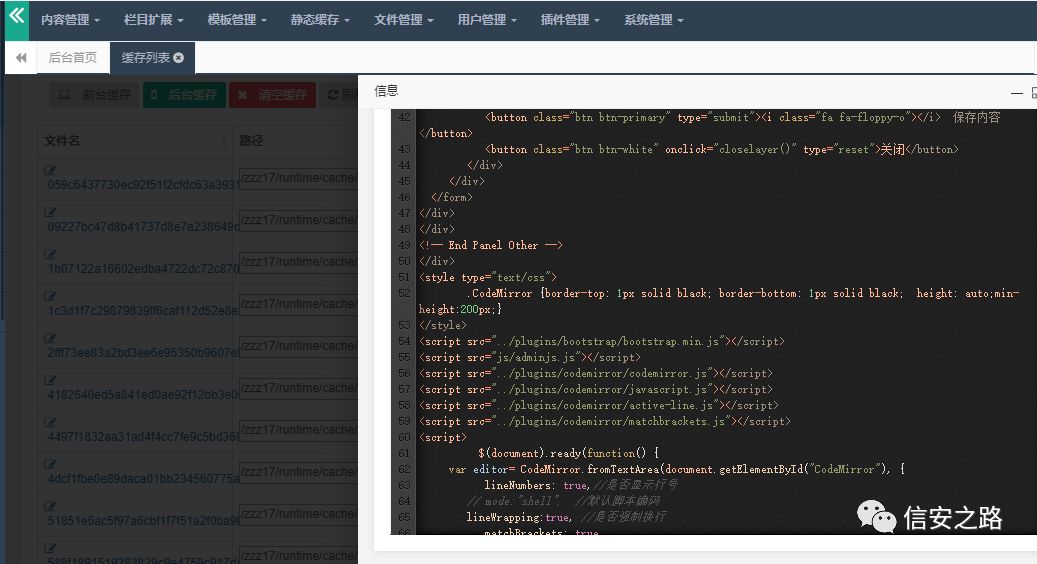 内容管理 栏目扩展 模板管理 静态缓存 文件管理 用户管理 插件管理 系统管理
后台首页 缓存列表
前台缓存 后台缓存 清空缓存
信息
文件名 路径
059c6437730ec92f51f2cfdc63a3931 /zzz17/runtime/cache/
09227bc47d8b41737d8e7a238649c /zzz17/runtime/cache/
1b07122a16602edba4722dc72c870 /zzz17/runtime/cache/
1c3d1f7c29879839ff6caf112d52e8e /zzz17/runtime/cache/
2fff73ee83a2bd3ee6e95350b9607e /zzz17/runtime/cache/
4182640ed5a841ed0ae92f12bb3e0 /zzz17/runtime/cache/
4497f1832aa31ad4f4cc7fe9c5bd369 /zzz17/runtime/cache/
4dcf1fbe0e89daca01bb234560775a /zzz17/runtime/cache/
51851e6ac5f97a6cbf1f7f51a2f0ba9 /zzz17/runtime/cache/
/zzz17/runtime/cache/
42 <button class="btn btn-primary" type="submit"><i class="fa fa-floppy-o"></i> 保存内容
</button>
43 <button class="btn btn-white" onclick="closelayer()" type="reset">关闭</button>
44 </div>
45 </div>
46 </form>
47 </div>
48 </div>
49 <!-- End Panel Other -->
50 </div>
51 <style type="text/css">
52 .CodeMirror {border-top: 1px solid black; border-bottom: 1px solid black; height: auto;min-
height:200px;}
53 </style>
54 <script src="../plugins/bootstrap/bootstrap.min.js"></script>
55 <script src="js/adminjs.js"></script>
56 <script src="../plugins/codemirror/codemirror.js"></script>
57 <script src="../plugins/codemirror/javascript.js"></script>
58 <script src="../plugins/codemirror/active-line.js"></script>
59 <script src="../plugins/codemirror/matchbrackets.js"></script>
60 <script>
61 $(document).ready(function() {
62 var editor= CodeMirror.fromTextArea(document.getElementById("CodeMirror"), {
63 lineNumbers: true,//是否显示行号
64 // mode:"shell", //默认脚本编码
65 lineWrapping:true, //是否强制换行
66 matchBrackets: true
信安之路